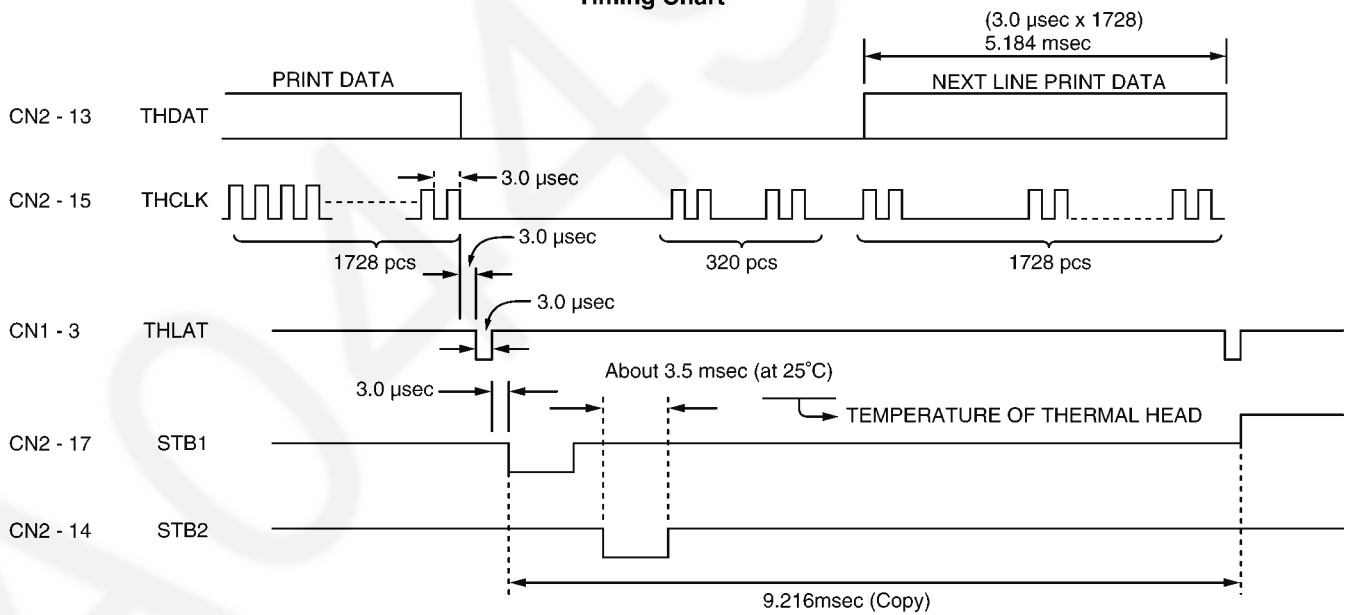 Timing Chart
(3.0 µsec x 1728)
5.184 msec
PRINT DATA
NEXT LINE PRINT DATA
CN2 - 13 THDAT
3.0 µsec
CN2 - 15 THCLK
3.0 µsec
1728 pcs
320 pcs
1728 pcs
3.0 µsec
CN1 - 3 THLAT
About 3.5 msec (at 25°C)
3.0 µsec
TEMPERATURE OF THERMAL HEAD
CN2 - 17 STB1
CN2 - 14 STB2
9.216msec (Copy)